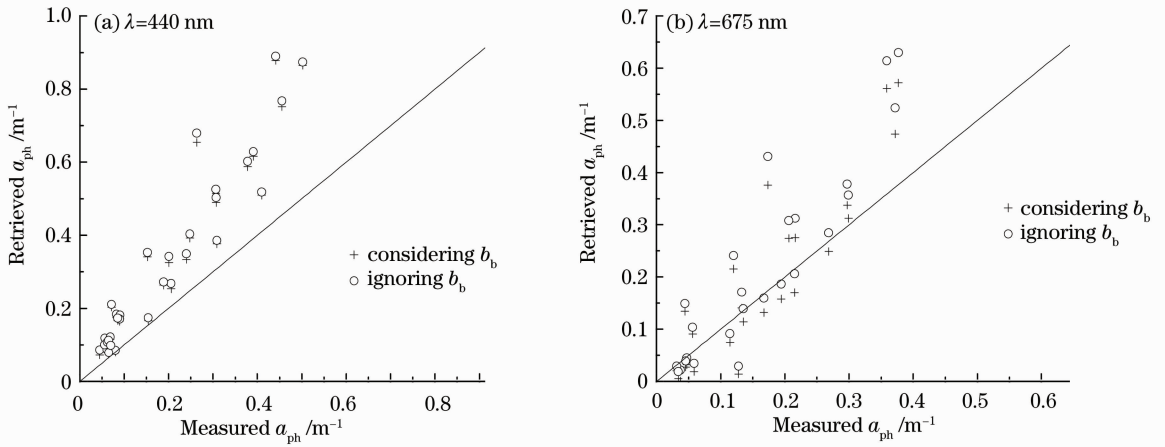 (a) λ=440 nm
1.0
0.8
0.6
0.4
0.2
0
0 0.2 0.4 0.6 0.8
Retrieved aph /m−1
Measured aph /m−1
+ considering bb
○ ignoring bb
(b) λ=675 nm
0.7
0.6
0.5
0.4
0.3
0.2
0.1
0
0 0.1 0.2 0.3 0.4 0.5 0.6
Retrieved aph /m−1
Measured aph /m−1
+ considering bb
○ ignoring bb